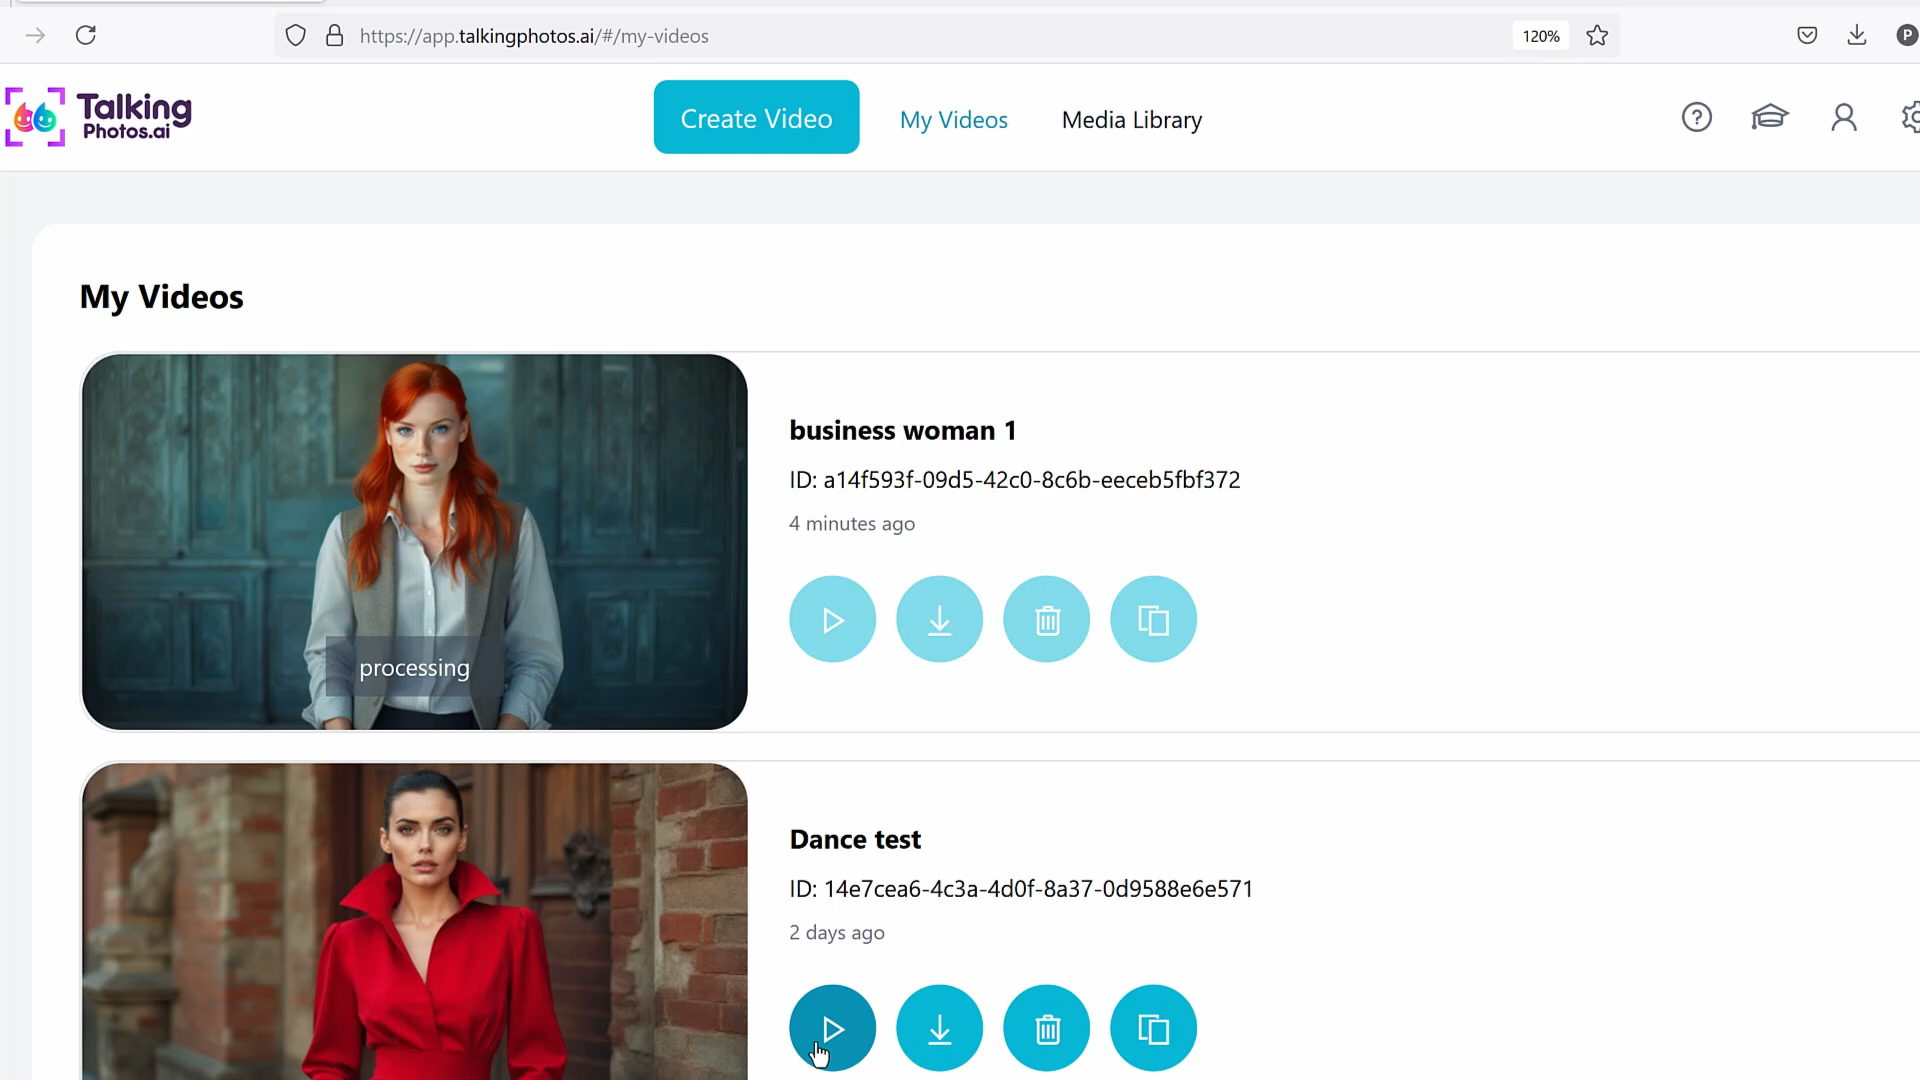 https://app.talkingphotos.ai/#/my-videos
120%
P
Talking
Photos.ai
Create Video
My Videos
Media Library
My Videos
processing
business woman 1
ID: a14f593f-09d5-42c0-8c6b-eeceb5fbf372
4 minutes ago
Dance test
ID: 14e7cea6-4c3a-4d0f-8a37-0d9588e6e571
2 days ago